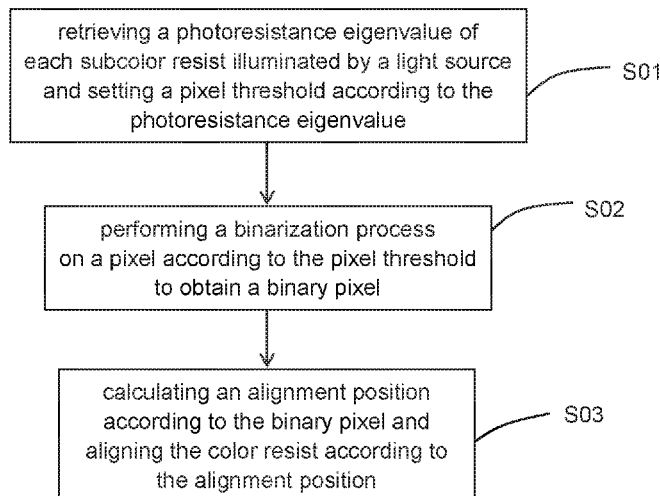 retrieving a photoresistance eigenvalue of
each subcolor resist illuminated by a light source
and setting a pixel threshold according to the
photoresistance eigenvalue
S01
performing a binarization process
on a pixel according to the pixel threshold
to obtain a binary pixel
S02
calculating an alignment position
according to the binary pixel and
aligning the color resist according to
the alignment position
S03